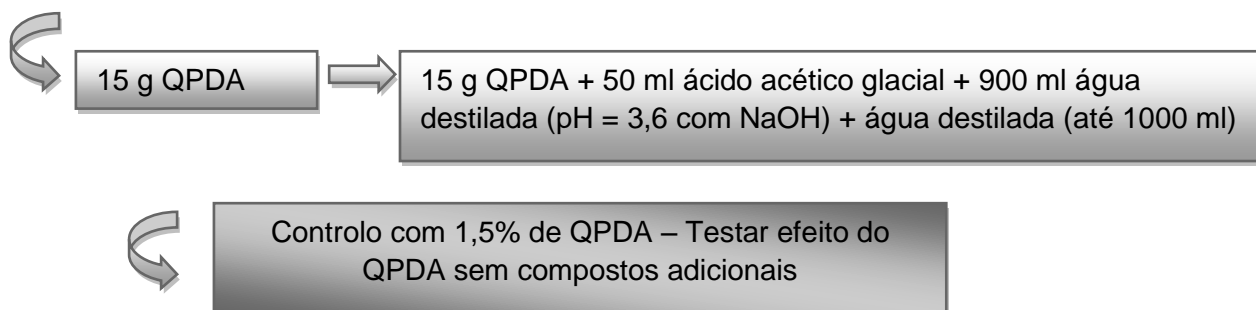 15 g QPDA
15 g QPDA + 50 ml ácido acético glacial + 900 ml água
destilada (pH = 3,6 com NaOH) + água destilada (até 1000 ml)
Controlo com 1,5% de QPDA – Testar efeito do
QPDA sem compostos adicionais